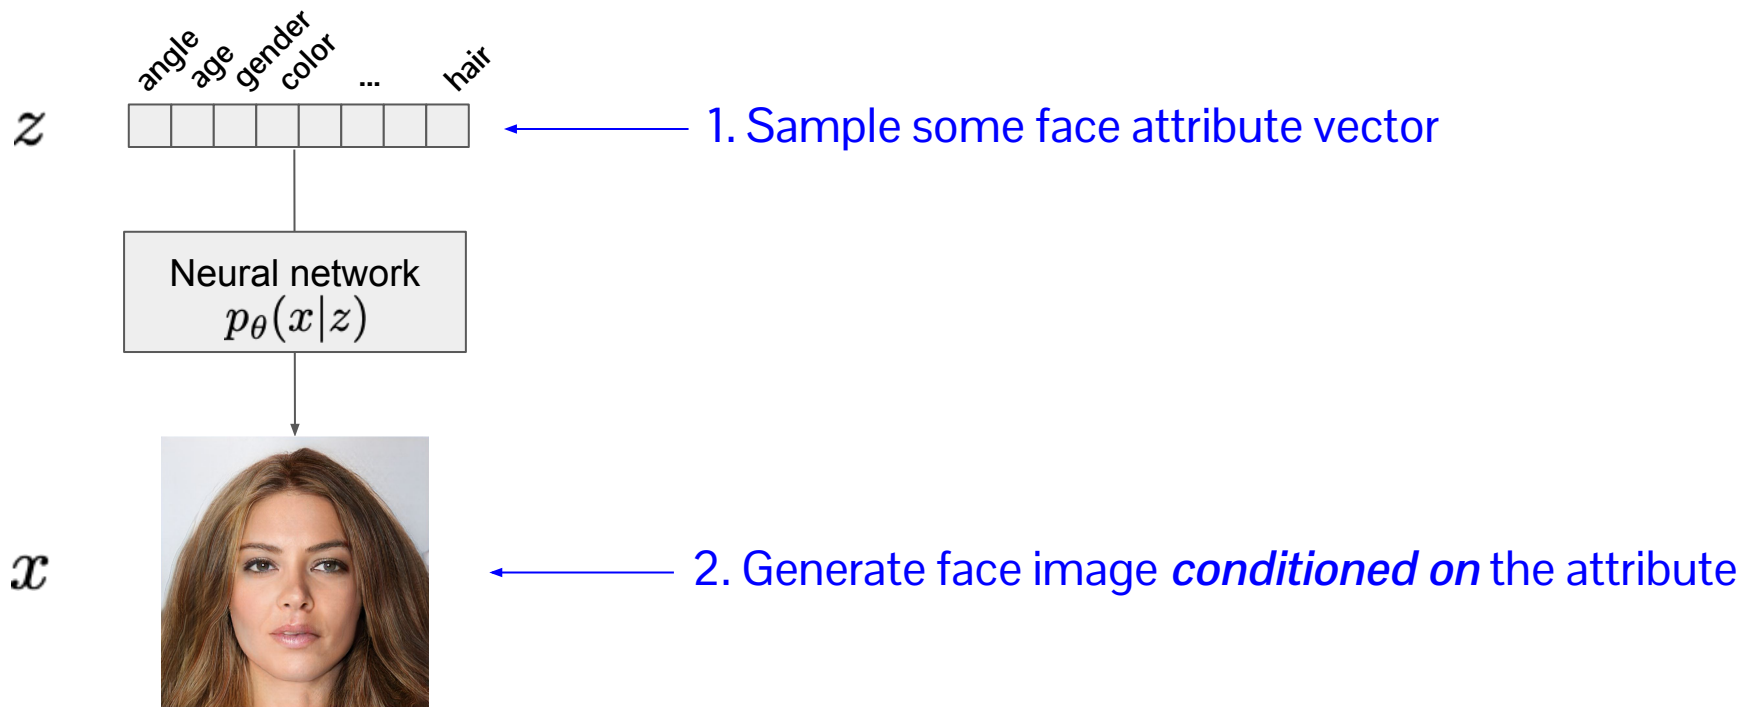 angle age gender color ... hair
z
1. Sample some face attribute vector
Neural network
pθ(x|z)
x
2. Generate face image conditioned on the attribute